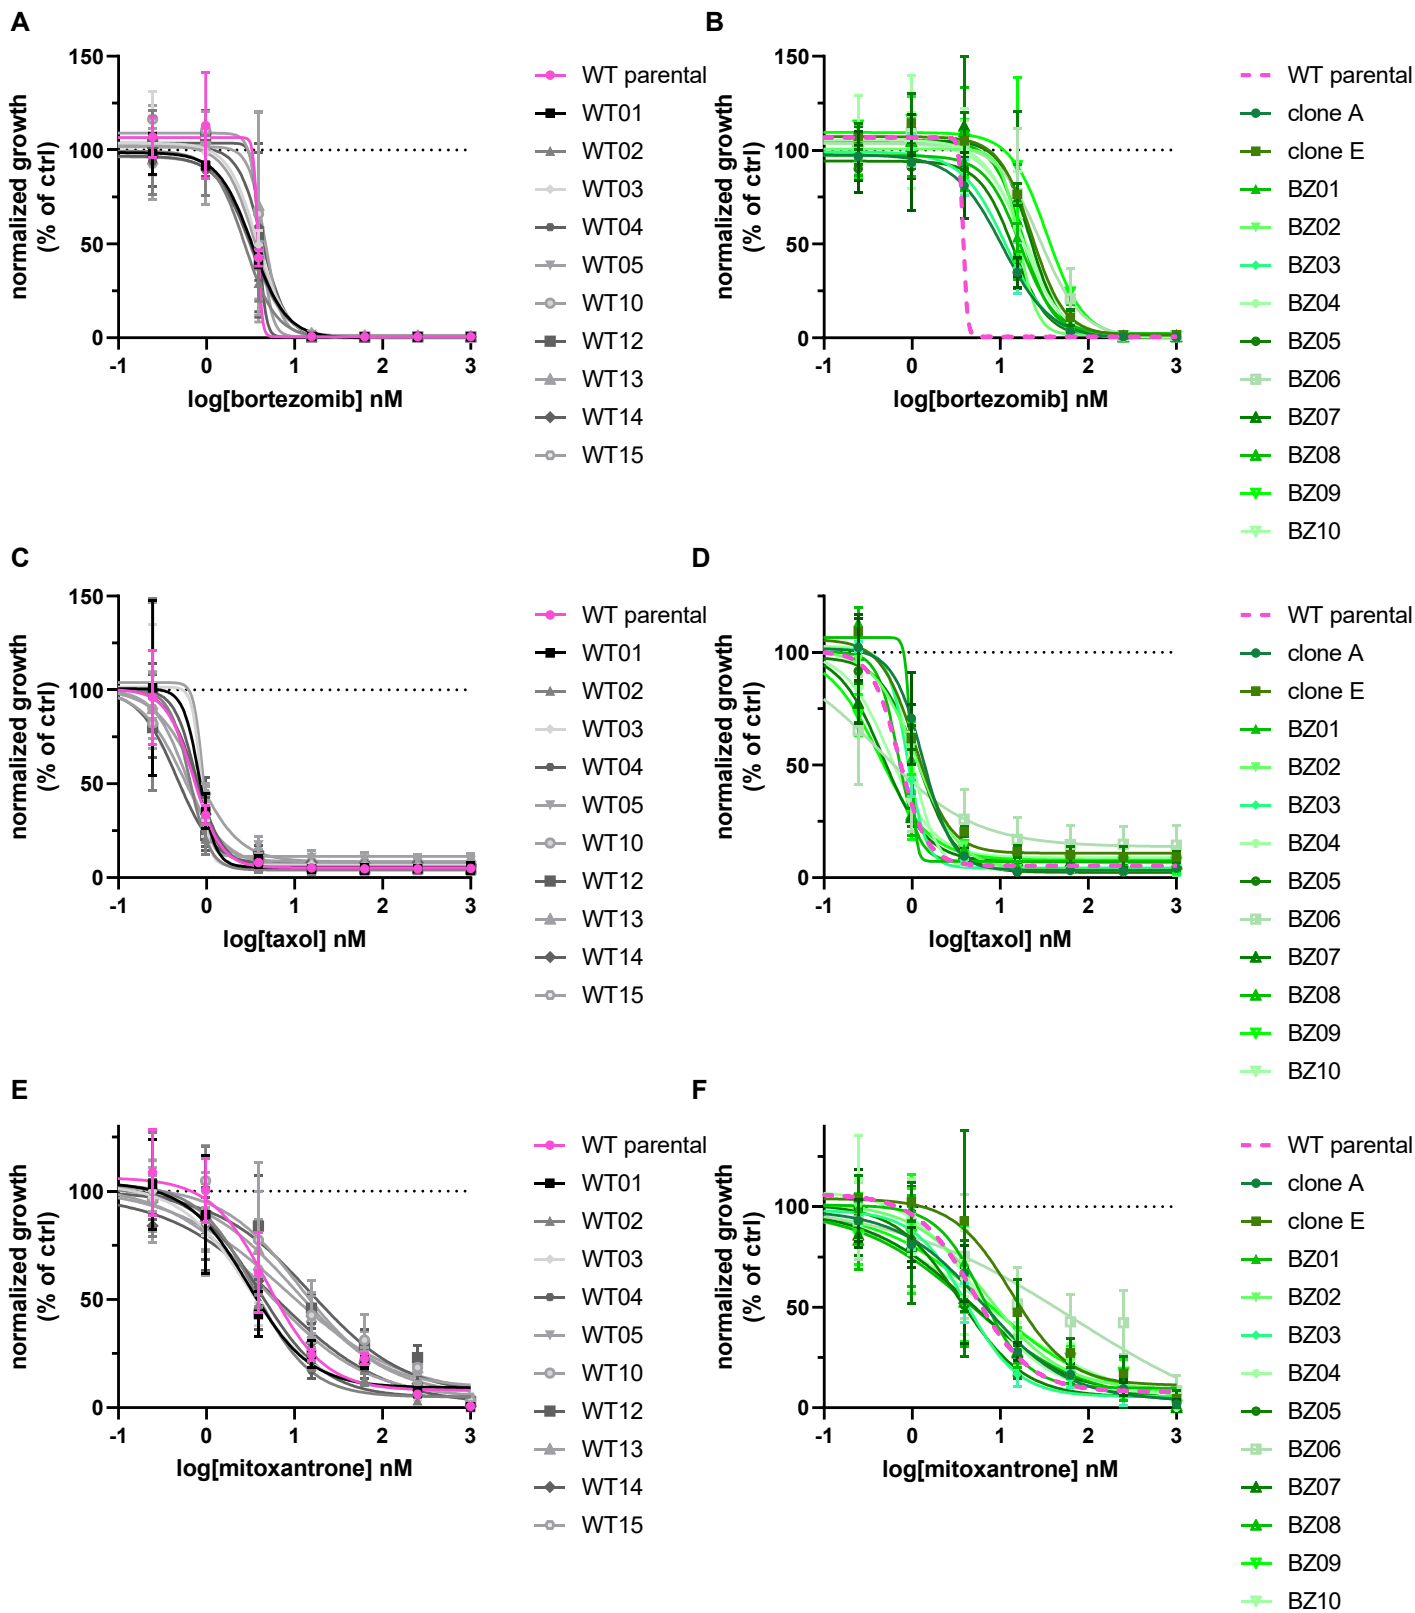 A
normalized growth
(% of ctrl)
150
100
50
0
-1 0 1 2 3
log[bortezomib] nM
WT parental
WT01
WT02
WT03
WT04
WT05
WT10
WT12
WT13
WT14
WT15
B
normalized growth
(% of ctrl)
150
100
50
0
-1 0 1 2 3
log[bortezomib] nM
WT parental
clone A
clone E
BZ01
BZ02
BZ03
BZ04
BZ05
BZ06
BZ07
BZ08
BZ09
BZ10
C
normalized growth
(% of ctrl)
150
100
50
0
-1 0 1 2 3
log[taxol] nM
WT parental
WT01
WT02
WT03
WT04
WT05
WT10
WT12
WT13
WT14
WT15
D
normalized growth
(% of ctrl)
100
50
0
-1 0 1 2 3
log[taxol] nM
WT parental
clone A
clone E
BZ01
BZ02
BZ03
BZ04
BZ05
BZ06
BZ07
BZ08
BZ09
BZ10
E
normalized growth
(% of ctrl)
100
50
0
-1 0 1 2 3
log[mitoxantrone] nM
WT parental
WT01
WT02
WT03
WT04
WT05
WT10
WT12
WT13
WT14
WT15
F
normalized growth
(% of ctrl)
100
50
0
-1 0 1 2 3
log[mitoxantrone] nM
WT parental
clone A
clone E
BZ01
BZ02
BZ03
BZ04
BZ05
BZ06
BZ07
BZ08
BZ09
BZ10